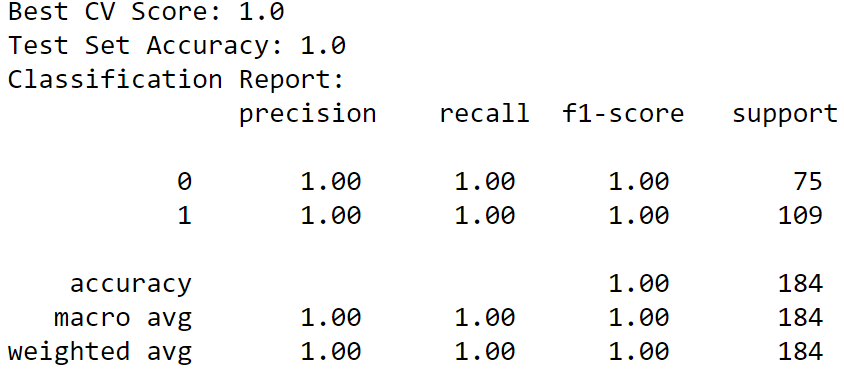 Best CV Score: 1.0
Test Set Accuracy: 1.0
Classification Report:
precision recall f1-score support
0 1.00 1.00 1.00 75
1 1.00 1.00 1.00 109
accuracy 1.00 184
macro avg 1.00 1.00 1.00 184
weighted avg 1.00 1.00 1.00 184